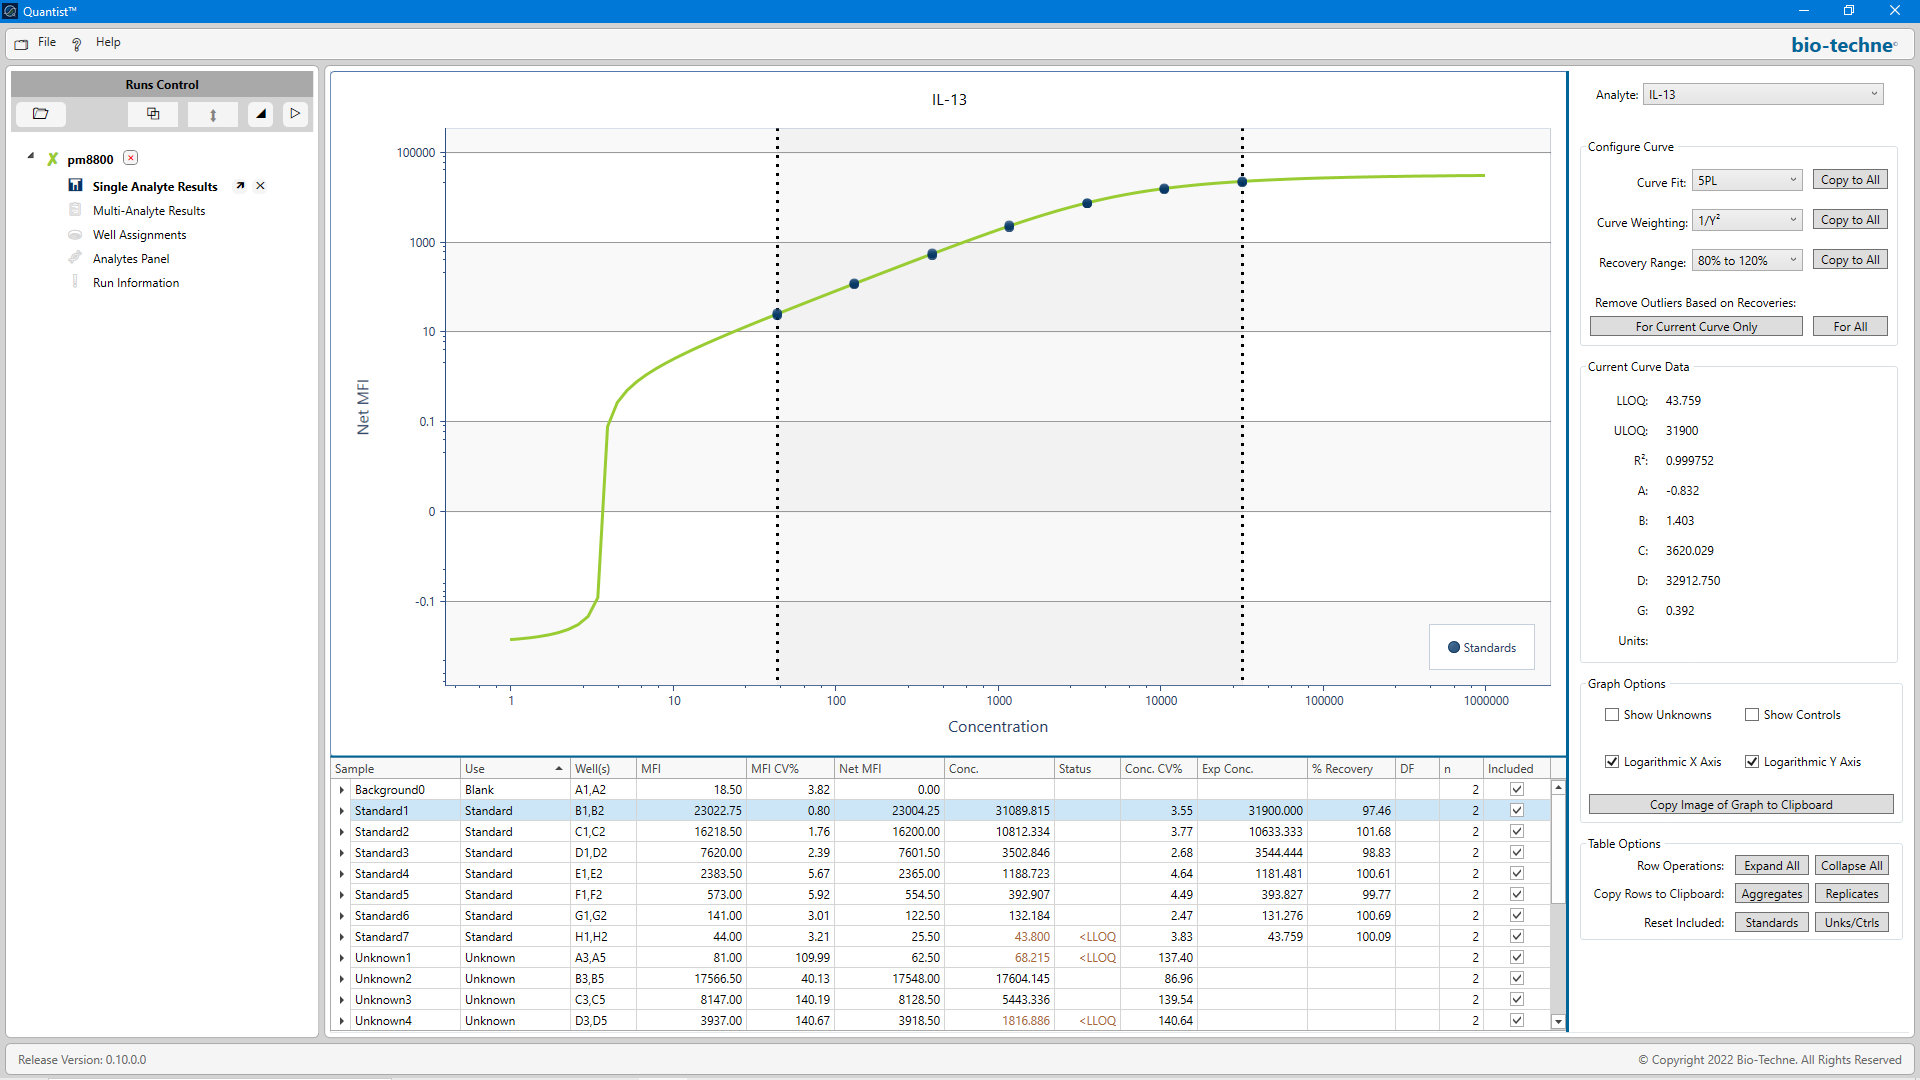 Quantist™
File
Help
bio-techne
Runs Control
pm8800
Single Analyte Results
Multi-Analyte Results
Well Assignments
Analytes Panel
Run Information
IL-13
100000
1000
10
0.1
0
-0.1
Net MFI
Standards
1 10 100 1000 10000 100000 1000000
Concentration
Analyte: IL-13
Configure Curve
Curve Fit: 5PL Copy to All
Curve Weighting: 1/Y² Copy to All
Recovery Range: 80% to 120% Copy to All
Remove Outliers Based on Recoveries:
For Current Curve Only For All
Current Curve Data
LLOQ: 43.759
ULOQ: 31900
R²: 0.999752
A: -0.832
B: 1.403
C: 3620.029
D: 32912.750
G: 0.392
Units:
Graph Options
Show Unknowns Show Controls
Logarithmic X Axis Logarithmic Y Axis
Copy Image of Graph to Clipboard
Table Options
Row Operations: Expand All Collapse All
Copy Rows to Clipboard: Aggregates Replicates
Reset Included: Standards Unks/Ctrls
Sample Use Well(s) MFI MFI CV% Net MFI Conc. Status Conc. CV% Exp Conc. % Recovery DF n Included
Background0 Blank A1,A2 18.50 3.82 0.00 2
Standard1 Standard B1,B2 23022.75 0.80 23004.25 31089.815 3.55 31900.000 97.46 2
Standard2 Standard C1,C2 16218.50 1.76 16200.00 10812.334 3.77 10633.333 101.68 2
Standard3 Standard D1,D2 7620.00 2.39 7601.50 3502.846 2.68 3544.444 98.83 2
Standard4 Standard E1,E2 2383.50 5.67 2365.00 1188.723 4.64 1181.481 100.61 2
Standard5 Standard F1,F2 573.00 5.92 554.50 392.907 4.49 393.827 99.77 2
Standard6 Standard G1,G2 141.00 3.01 122.50 132.184 2.47 131.276 100.69 2
Standard7 Standard H1,H2 44.00 3.21 25.50 43.800 <LLOQ 3.83 43.759 100.09 2
Unknown1 Unknown A3,A5 81.00 109.99 62.50 68.215 <LLOQ 137.40 2
Unknown2 Unknown B3,B5 17566.50 40.13 17548.00 17604.145 86.96 2
Unknown3 Unknown C3,C5 8147.00 140.19 8128.50 5443.336 139.54 2
Unknown4 Unknown D3,D5 3937.00 140.67 3918.50 1816.886 <LLOQ 140.64 2
Release Version: 0.10.0.0
© Copyright 2022 Bio-Techne. All Rights Reserved